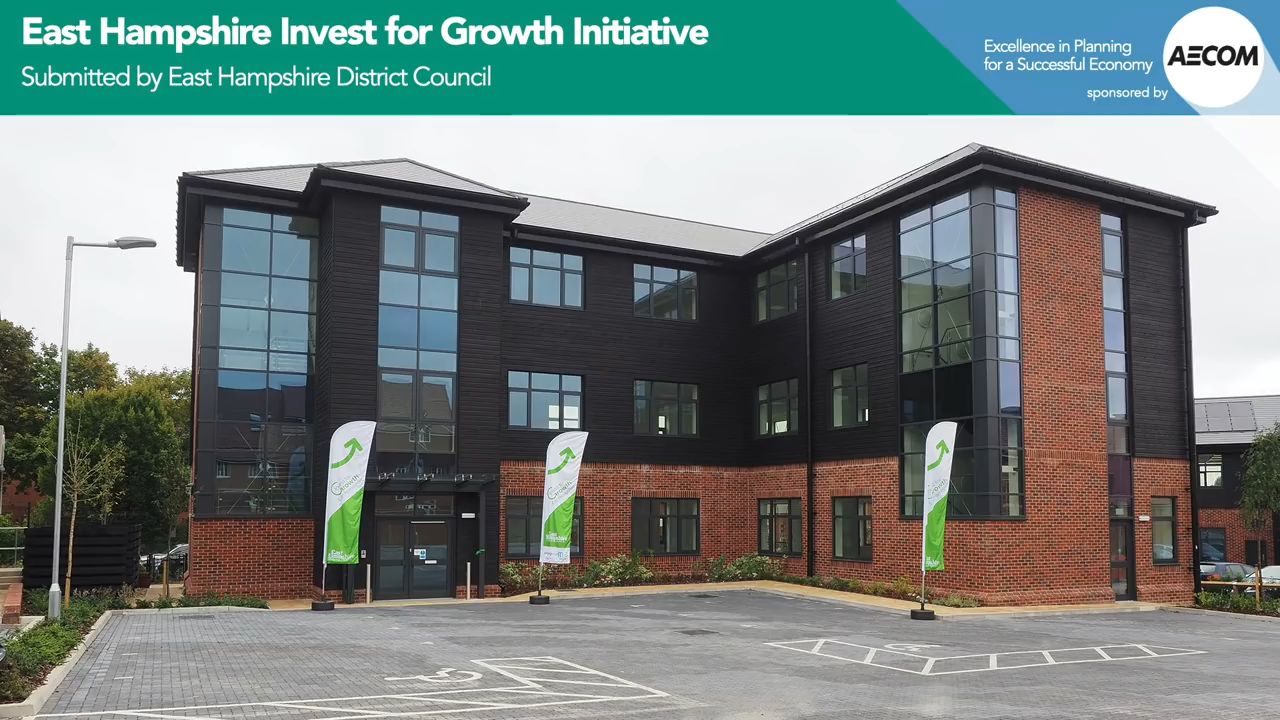 East Hampshire Invest for Growth Initiative
Submitted by East Hampshire District Council
Excellence in Planning
for a Successful Economy
sponsored by
AECOM